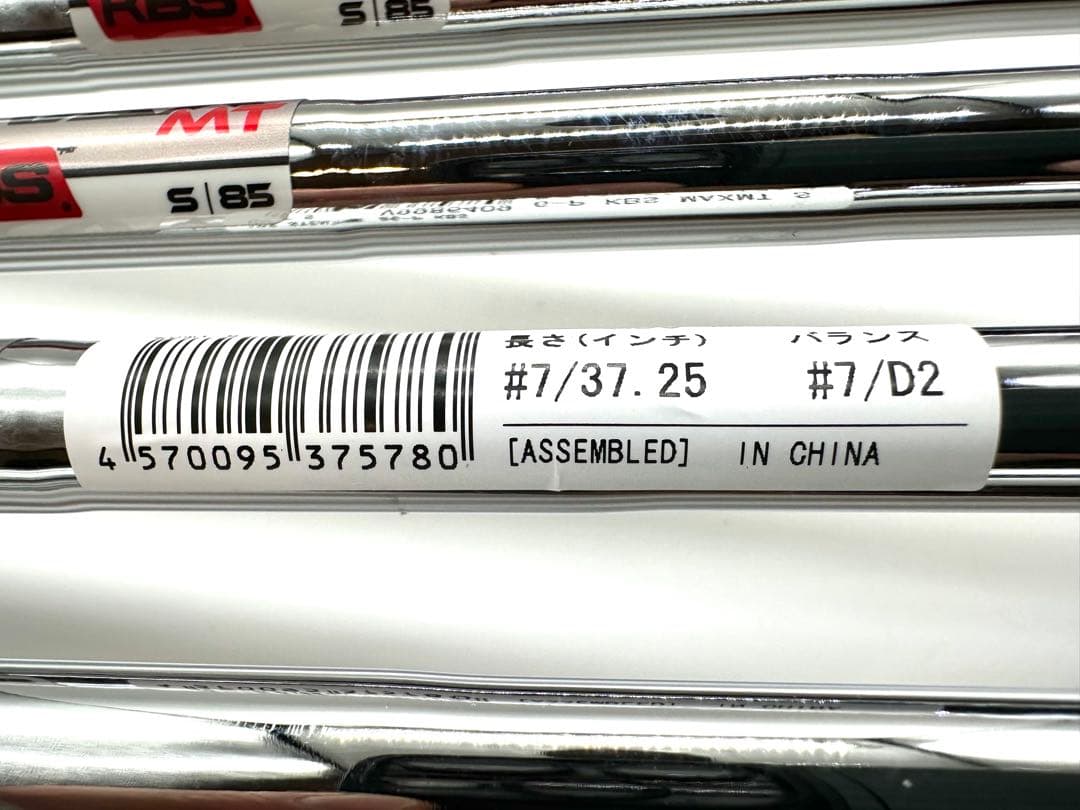 KBS
S|85
MT
S|85
長さ(インチ) バランス
#7/37.25 #7/D2
4 570095 375780
[ASSEMBLED] IN CHINA